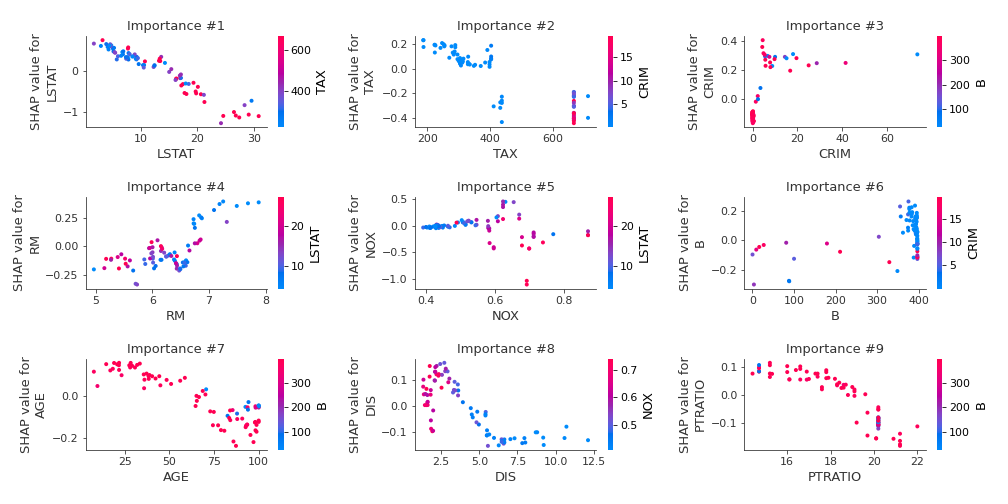 Importance #1
SHAP value for
LSTAT
0
−1
10
20
30
LSTAT
600
400
TAX
Importance #2
SHAP value for
TAX
0.2
0.0
−0.2
−0.4
200
400
600
TAX
15
10
5
CRIM
Importance #3
SHAP value for
CRIM
0.4
0.2
0.0
0
20
40
60
CRIM
300
200
100
B
Importance #4
SHAP value for
RM
0.25
0.00
−0.25
5
6
7
8
RM
20
10
LSTAT
Importance #5
SHAP value for
NOX
0.5
0.0
−0.5
−1.0
0.4
0.6
0.8
NOX
20
10
LSTAT
Importance #6
SHAP value for
B
0.2
0.0
−0.2
0
100
200
300
400
B
15
10
5
CRIM
Importance #7
SHAP value for
AGE
0.0
−0.2
25
50
75
100
AGE
300
200
100
B
Importance #8
SHAP value for
DIS
0.1
0.0
−0.1
2.5
5.0
7.5
10.0
12.5
DIS
0.7
0.6
0.5
NOX
Importance #9
SHAP value for
PTRATIO
0.1
0.0
−0.1
16
18
20
22
PTRATIO
300
200
100
B